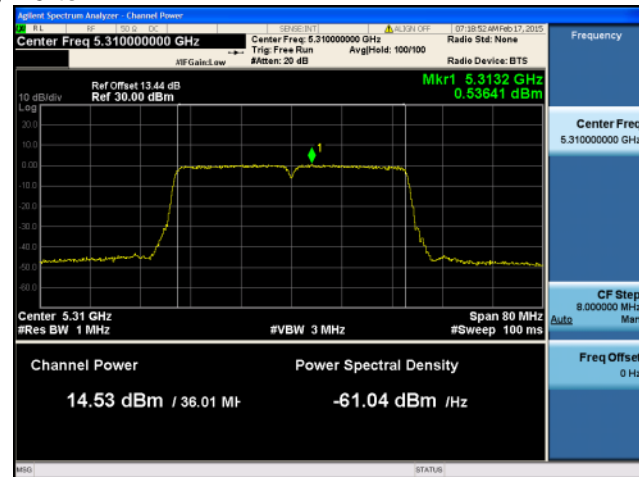 Agilent Spectrum Analyzer - Channel Power
RL RF 50 Ω DC SENSE:INT ALIGN OFF 07:18:52 AM Feb 17, 2015
Center Freq 5.310000000 GHz
Center Freq: 5.310000000 GHz
Radio Std: None
Trig: Free Run Avg|Hold: 100/100
#IFGain:Low
#Atten: 20 dB
Radio Device: BTS
Frequency
Ref Offset 13.44 dB
Ref 30.00 dBm
Mkr1 5.3132 GHz
0.53641 dBm
10 dB/div
Log
20.0
10.0
0.00
-10.0
-20.0
-30.0
-40.0
-50.0
-60.0
1
Center 5.31 GHz
Span 80 MHz
#Res BW 1 MHz
#VBW 3 MHz
#Sweep 100 ms
Channel Power
Power Spectral Density
14.53 dBm / 36.01 MH
-61.04 dBm /Hz
Center Freq
5.310000000 GHz
CF Step
8.000000 MHz
Auto Man
Freq Offset
0 Hz
MSG STATUS